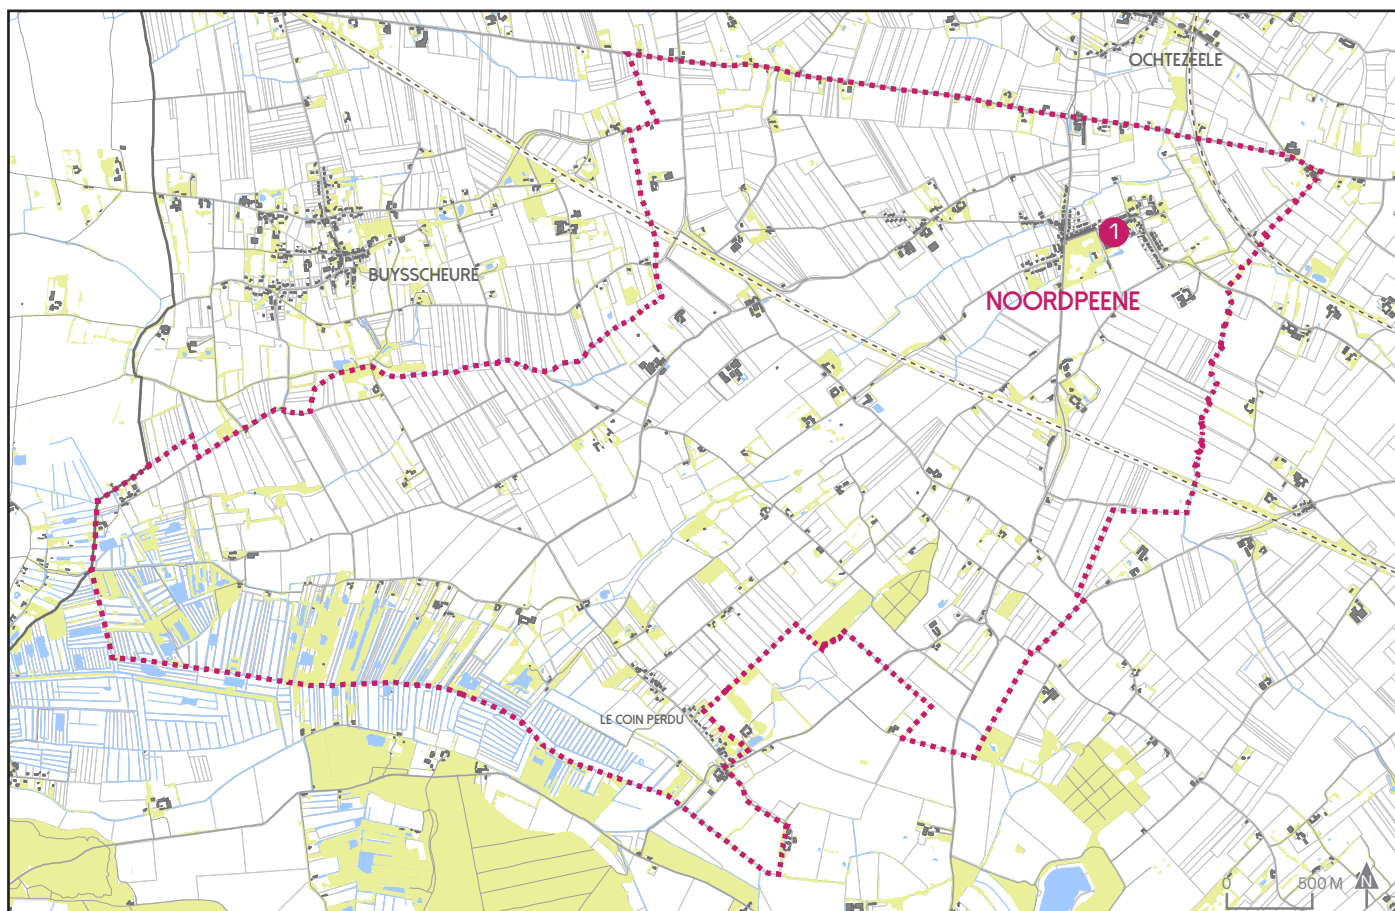 OCHTEZEELE
1
BUYSSCHEURE
NOORDPEENE
LE COIN PERDU
0 500 M N